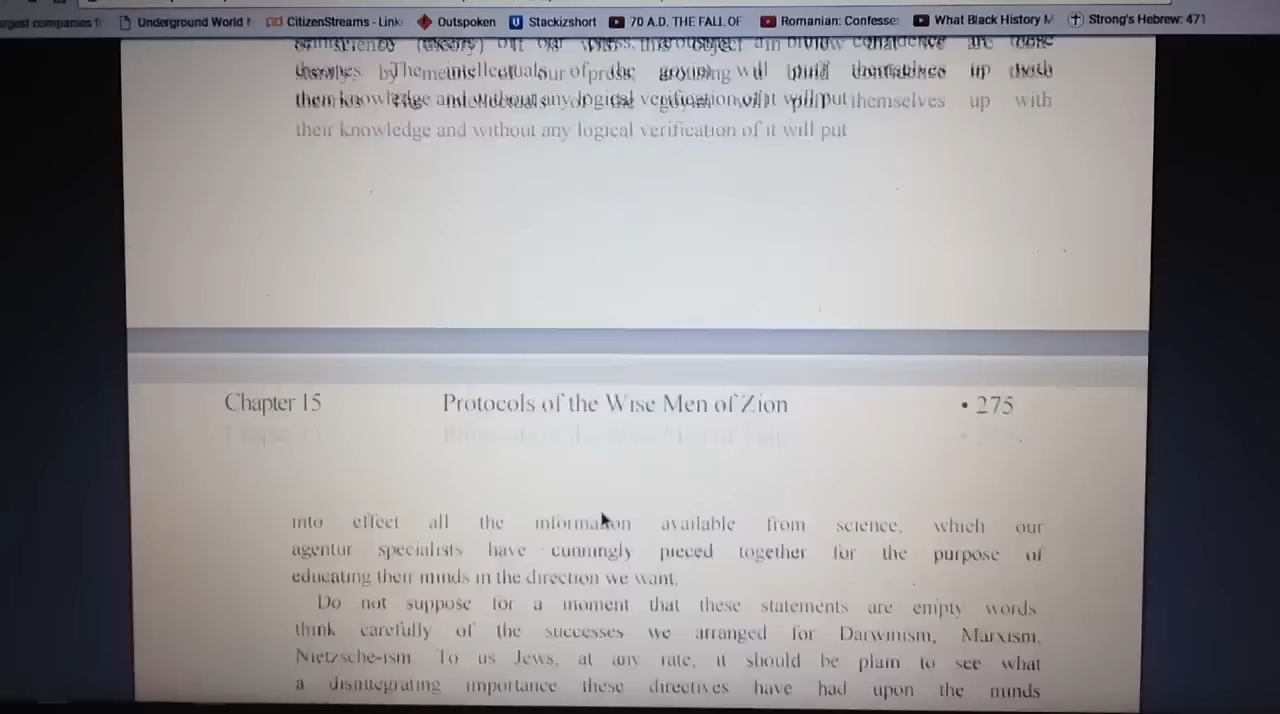 argest companies f
Underground World N
CitizenStreams - Link
Outspoken
Stackizshort
70 A.D. THE FALL OF
Romanian: Confesse
What Black History M
Strong's Hebrew: 471
themselves up with
their knowledge and without any logical verification of it will put
Chapter 15 Protocols of the Wise Men of Zion • 275
into effect all the information available from science, which our
agentur specialists have cunningly pieced together for the purpose of
educating their minds in the direction we want.
Do not suppose for a moment that these statements are empty words
think carefully of the successes we arranged for Darwinism, Marxism,
Nietzsche-ism To us Jews, at any rate, it should be plain to see what
a disintegrating importance these directives have had upon the minds